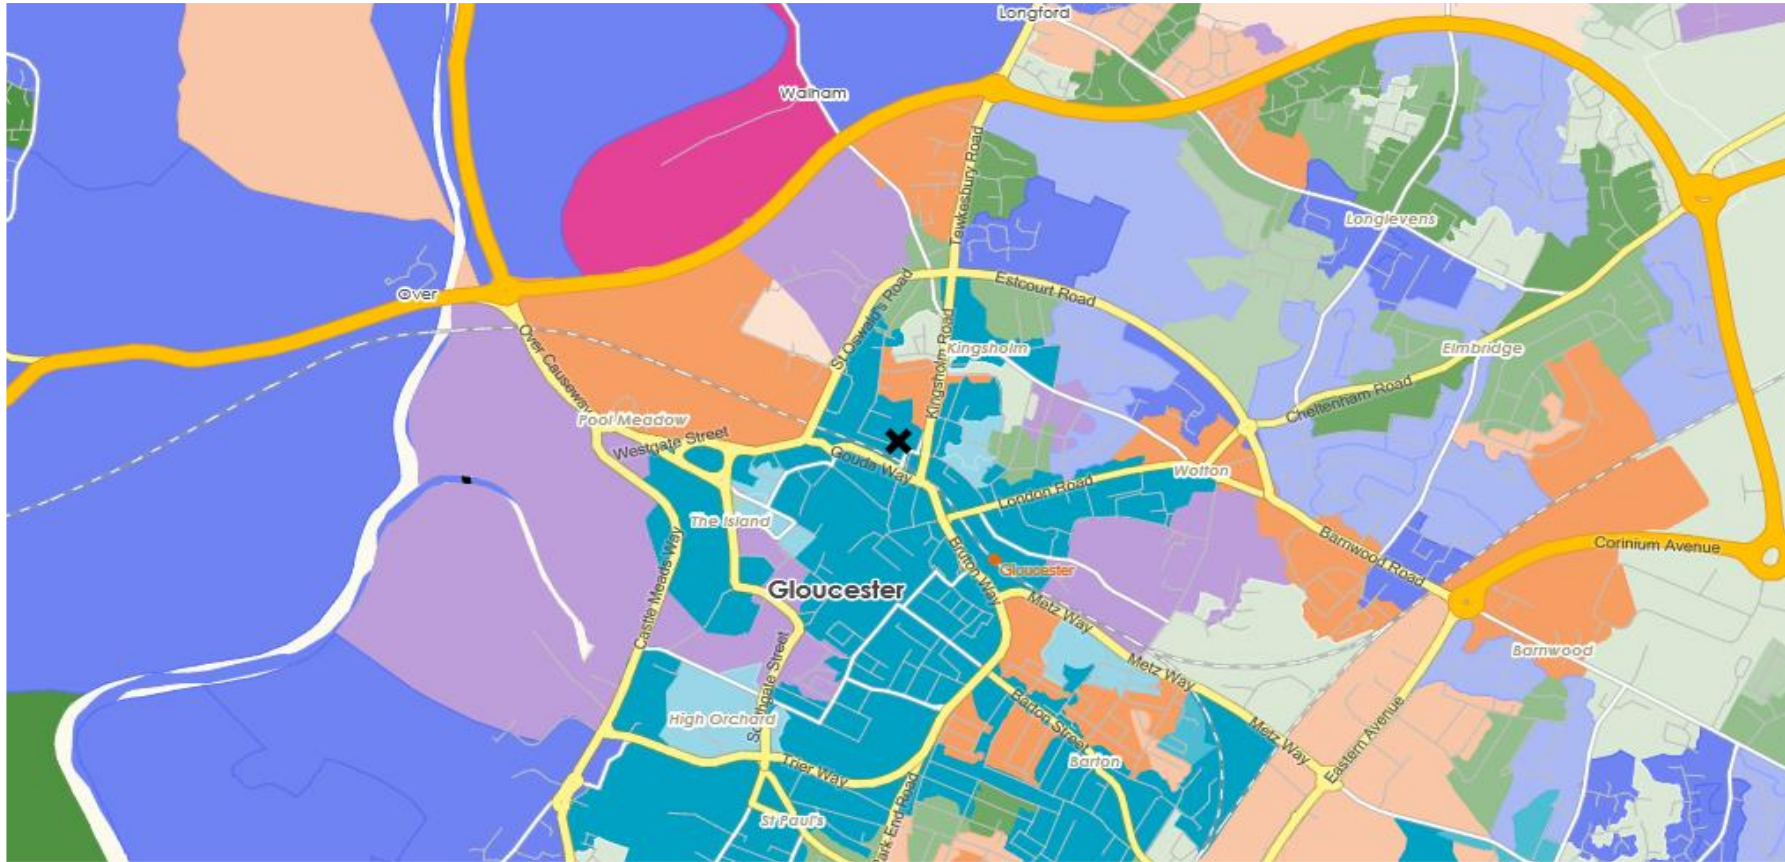 Longford
Walham
Tewkesbury Road
Longlevens
Over
St Oswald's Road
Estcourt Road
Over Causeway
Kingsholm Road
Kingsholm
Elmbridge
Cheltenham Road
Pool Meadow
Westgate Street
Gouda Way
Wotton
London Road
The Island
Castle Meads Way
Bruton Way
Barnwood Road
Corinium Avenue
Gloucester
Gloucester
Metz Way
Barnwood
Metz Way
High Orchard
Southgate Street
Barton Street
Metz Way
Eastern Avenue
Barton
Trier Way
St Paul's
Park End Road